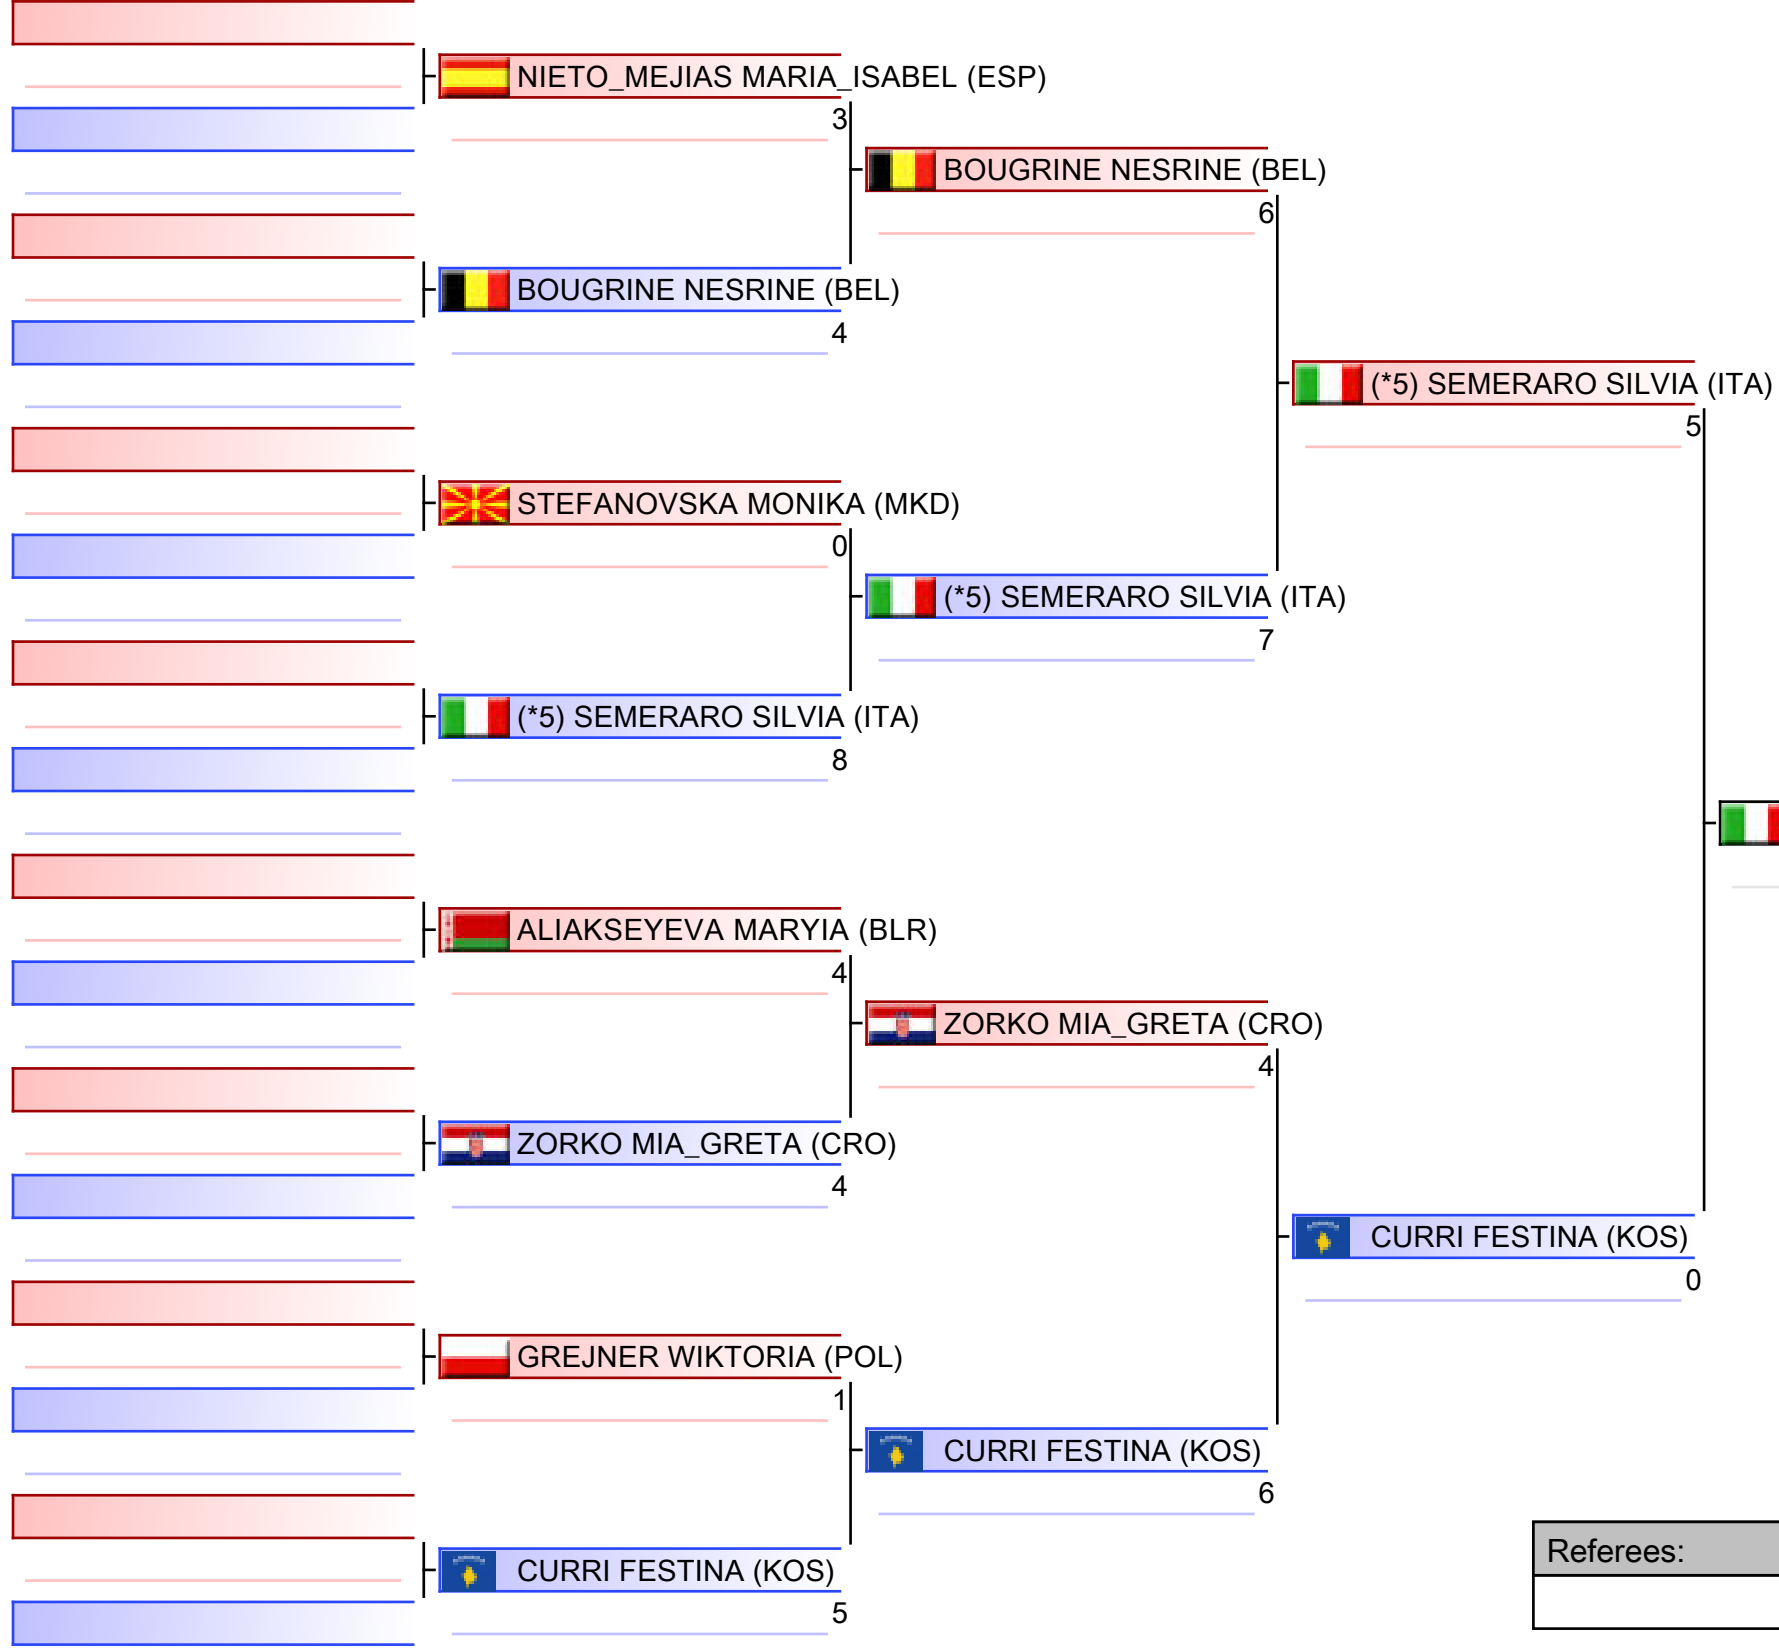 NIETO_MEJIAS MARIA_ISABEL (ESP)
3
BOUGRINE NESRINE (BEL)
6
BOUGRINE NESRINE (BEL)
4
(*5) SEMERARO SILVIA (ITA)
5
STEFANOVSKA MONIKA (MKD)
0
(*5) SEMERARO SILVIA (ITA)
7
(*5) SEMERARO SILVIA (ITA)
8
ALIAKSEYEVA MARYIA (BLR)
4
ZORKO MIA_GRETA (CRO)
4
ZORKO MIA_GRETA (CRO)
4
CURRI FESTINA (KOS)
0
GREJNER WIKTORIA (POL)
1
CURRI FESTINA (KOS)
6
CURRI FESTINA (KOS)
5
Referees: